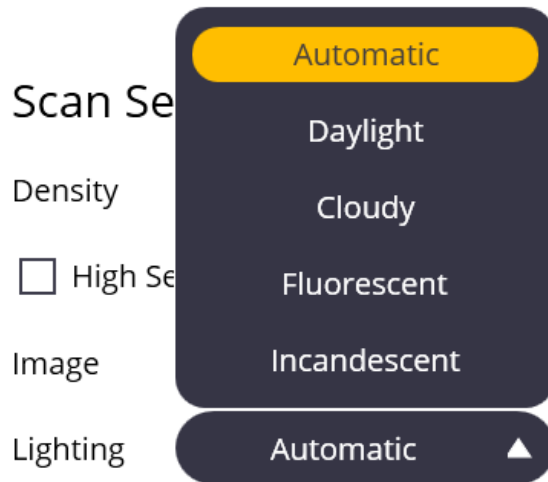 Automatic
Scan Se
Daylight
Density
Cloudy
High Se
Fluorescent
Image
Incandescent
Lighting
Automatic